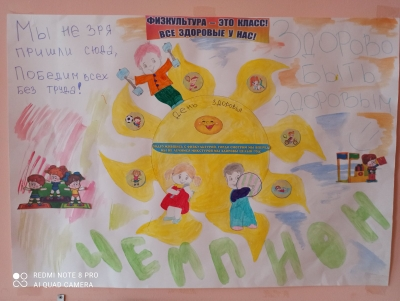 ФИЗКУЛЬТУРА - ЭТО КЛАСС!
ВСЕ ЗДОРОВЫЕ У НАС!
Мы не зря
пришли сюда,
Победим всех
без труда!
Здорово
быть
здоровым
День здоровья
ЧЕМПИОН
REDMI NOTE 8 PRO
AI QUAD CAMERA